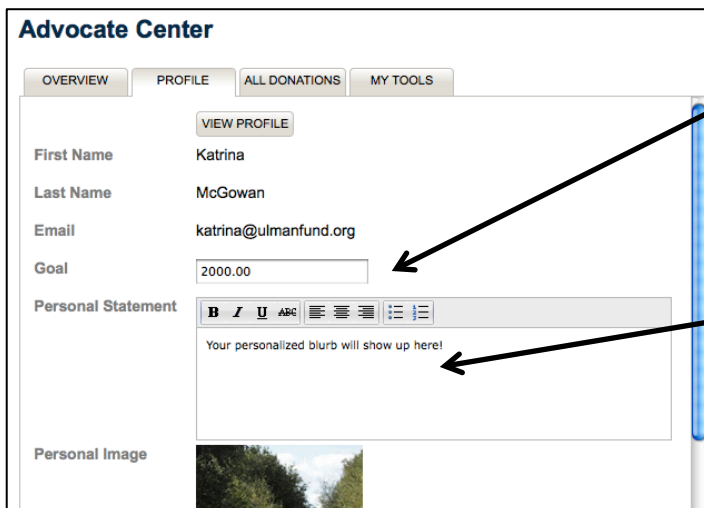 Advocate Center
OVERVIEW PROFILE ALL DONATIONS MY TOOLS
VIEW PROFILE
First Name Katrina
Last Name McGowan
Email katrina@ulmanfund.org
Goal 2000.00
Personal Statement B I U ABC
Your personalized blurb will show up here!
Personal Image